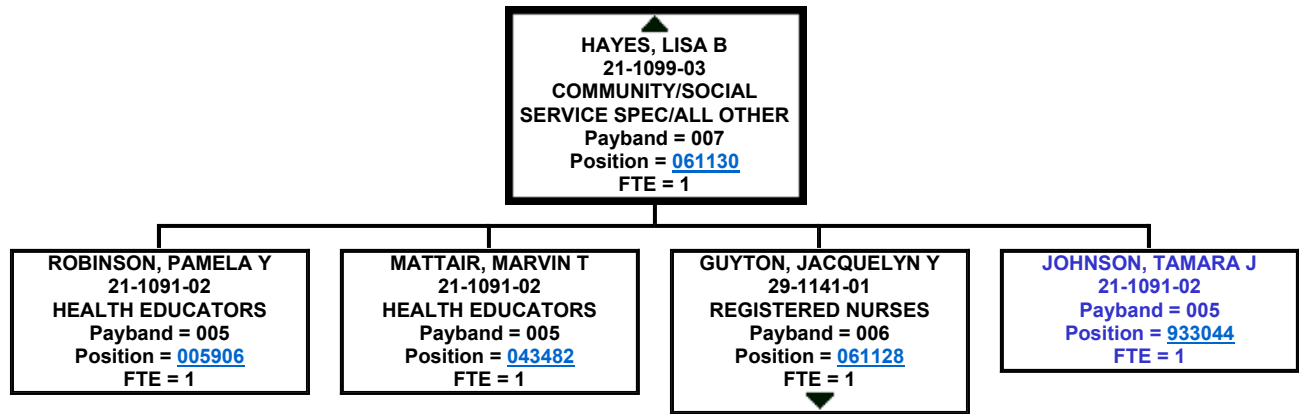 HAYES, LISA B
21-1099-03
COMMUNITY/SOCIAL
SERVICE SPEC/ALL OTHER
Payband = 007
Position = 061130
FTE = 1
ROBINSON, PAMELA Y
21-1091-02
HEALTH EDUCATORS
Payband = 005
Position = 005906
FTE = 1
MATTAIR, MARVIN T
21-1091-02
HEALTH EDUCATORS
Payband = 005
Position = 043482
FTE = 1
GUYTON, JACQUELYN Y
29-1141-01
REGISTERED NURSES
Payband = 006
Position = 061128
FTE = 1
JOHNSON, TAMARA J
21-1091-02
Payband = 005
Position = 933044
FTE = 1